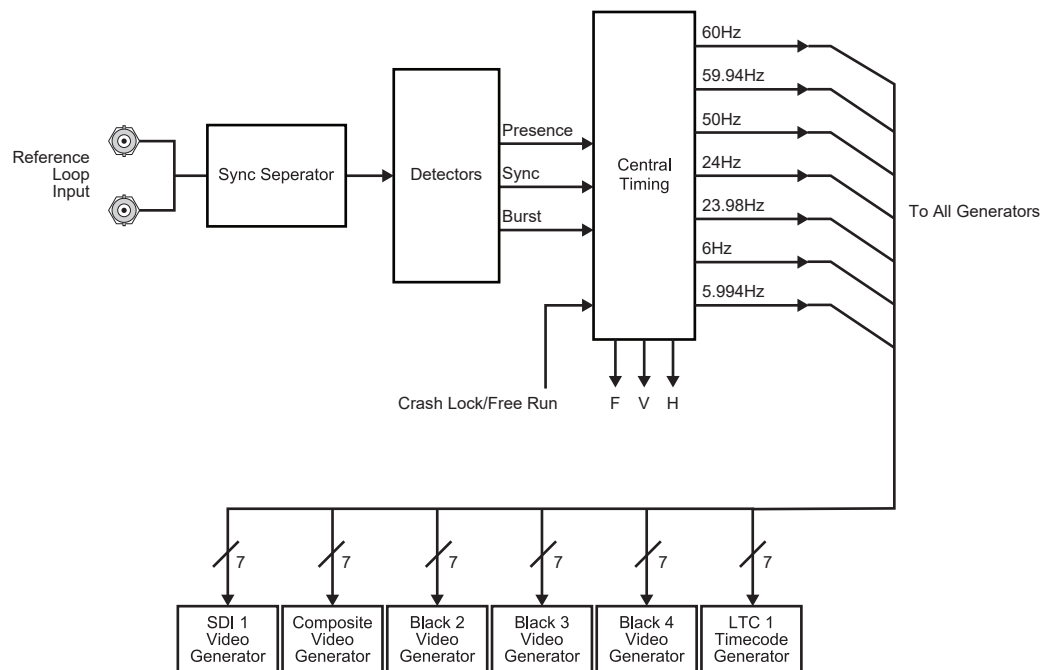 Reference
Loop
Input
Sync Seperator
Detectors
Presence
Sync
Burst
Central
Timing
60Hz
59.94Hz
50Hz
24Hz
23.98Hz
6Hz
5.994Hz
To All Generators
Crash Lock/Free Run
F V H
7 7 7 7 7 7
SDI 1
Video
Generator
Composite
Video
Generator
Black 2
Video
Generator
Black 3
Video
Generator
Black 4
Video
Generator
LTC 1
Timecode
Generator